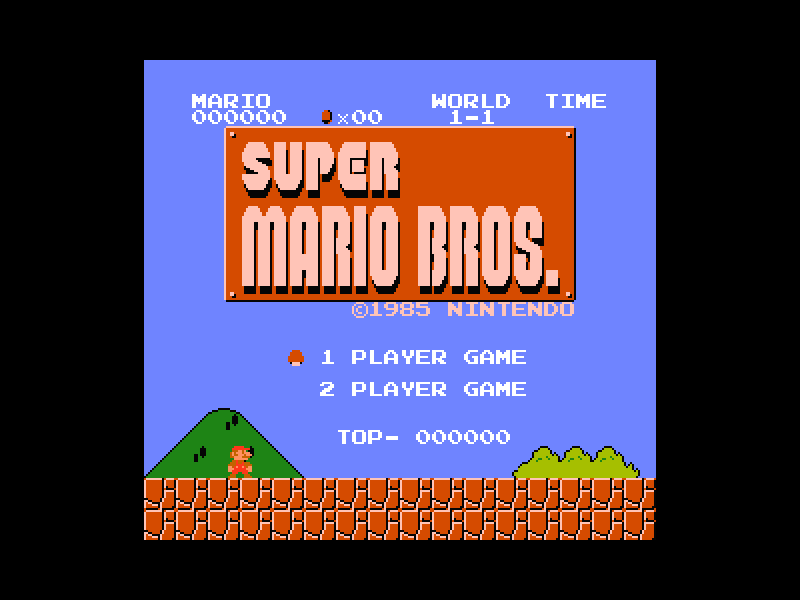 MARIO WORLD TIME
000000 ×00 1-1
SUPER
MARIO BROS.
©1985 NINTENDO
1 PLAYER GAME
2 PLAYER GAME
TOP- 000000